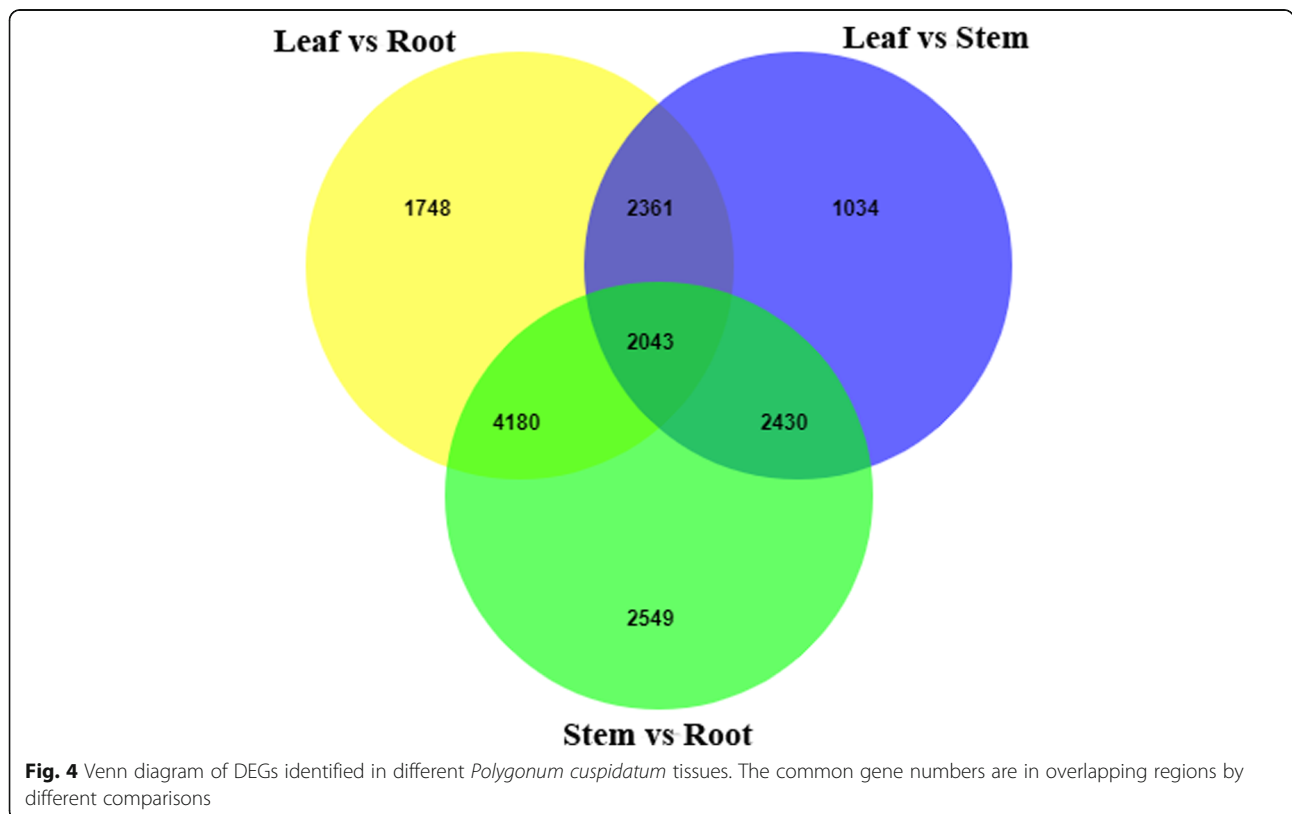 Leaf vs Root
Leaf vs Stem
1748
2361
1034
2043
4180
2430
2549
Stem vs Root
Fig. 4 Venn diagram of DEGs identified in different Polygonum cuspidatum tissues. The common gene numbers are in overlapping regions by
different comparisons